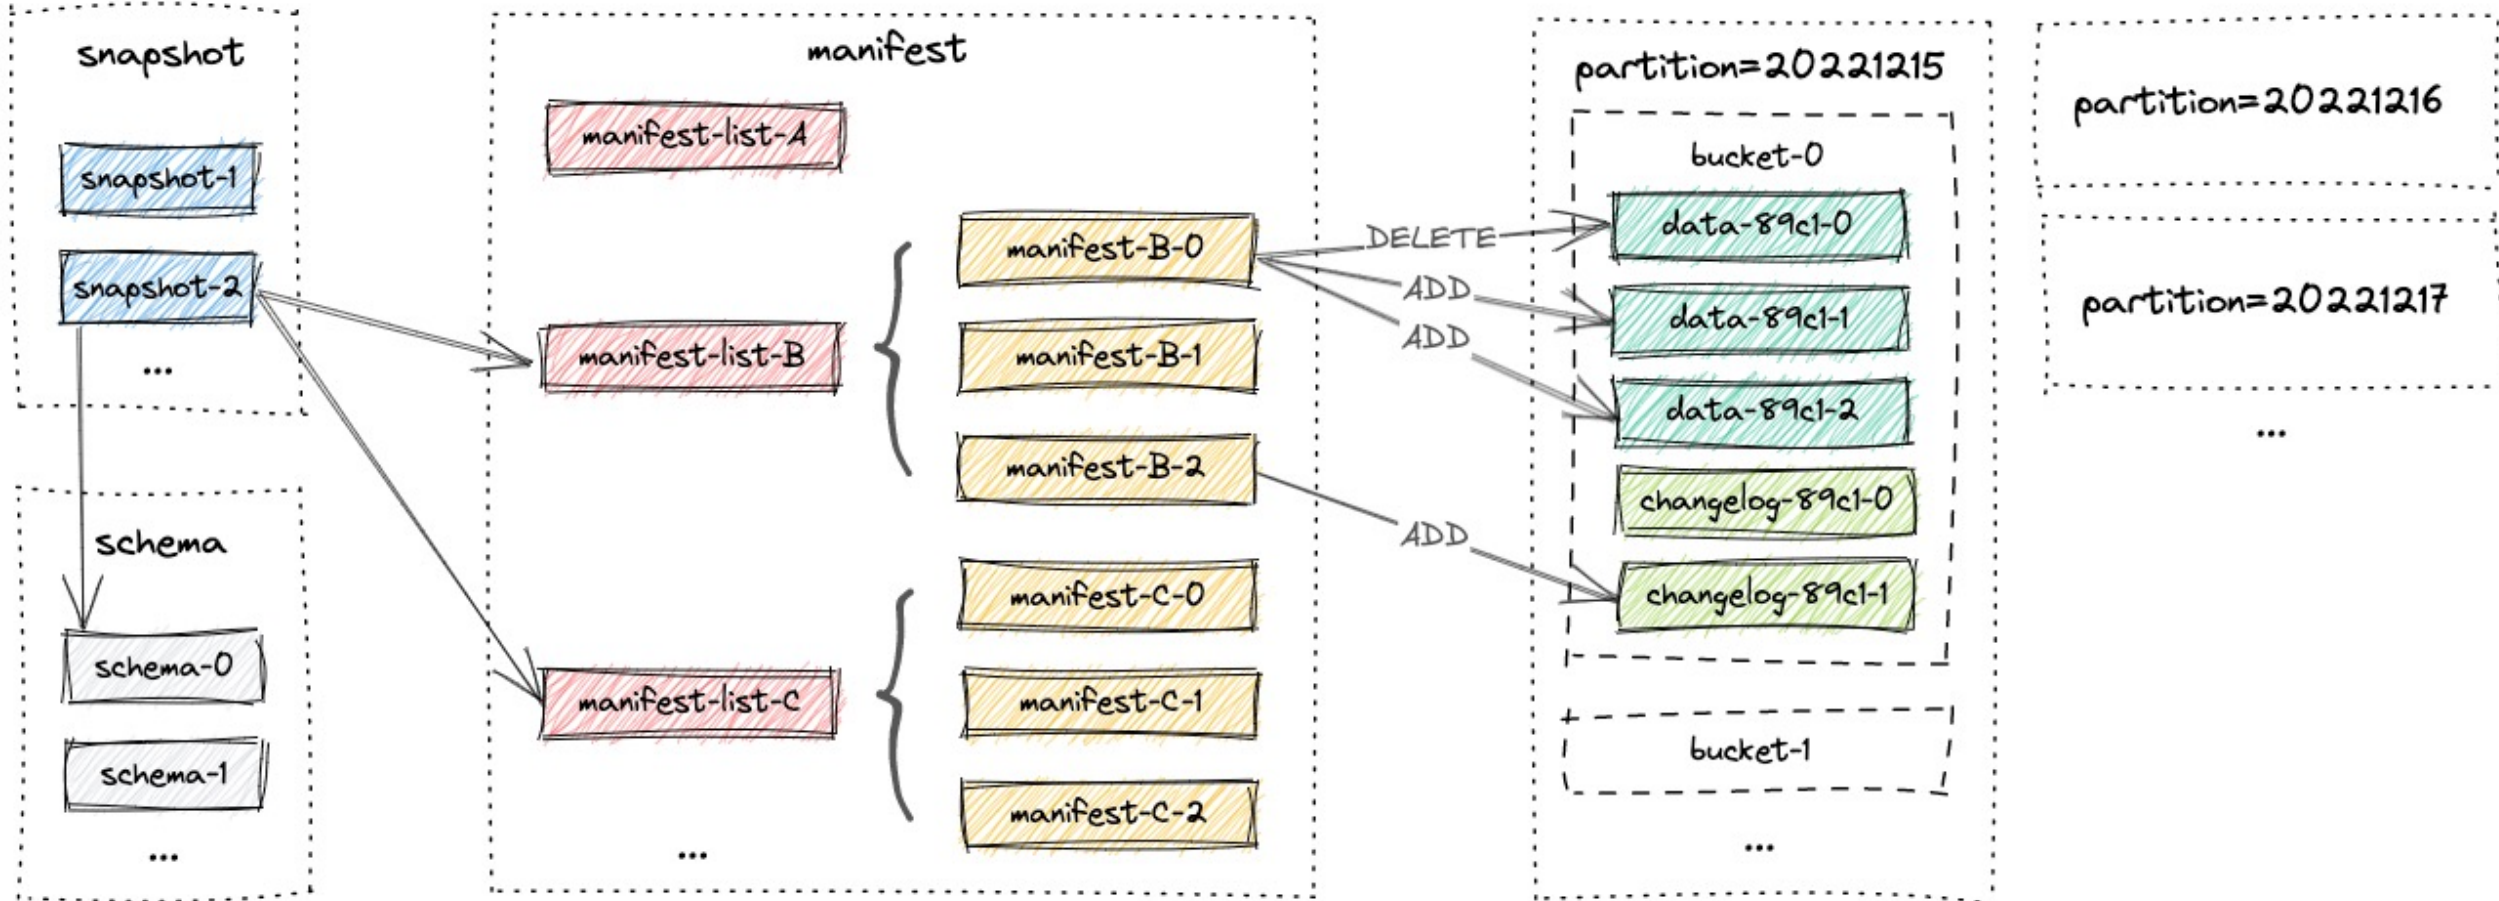 snapshot
snapshot-1
snapshot-2
...
schema
schema-0
schema-1
...
manifest
manifest-list-A
manifest-list-B
manifest-list-C
...
manifest-B-0
manifest-B-1
manifest-B-2
manifest-C-0
manifest-C-1
manifest-C-2
DELETE
ADD
ADD
ADD
partition=20221215
bucket-0
data-89c1-0
data-89c1-1
data-89c1-2
changelog-89c1-0
changelog-89c1-1
bucket-1
...
partition=20221216
partition=20221217
...